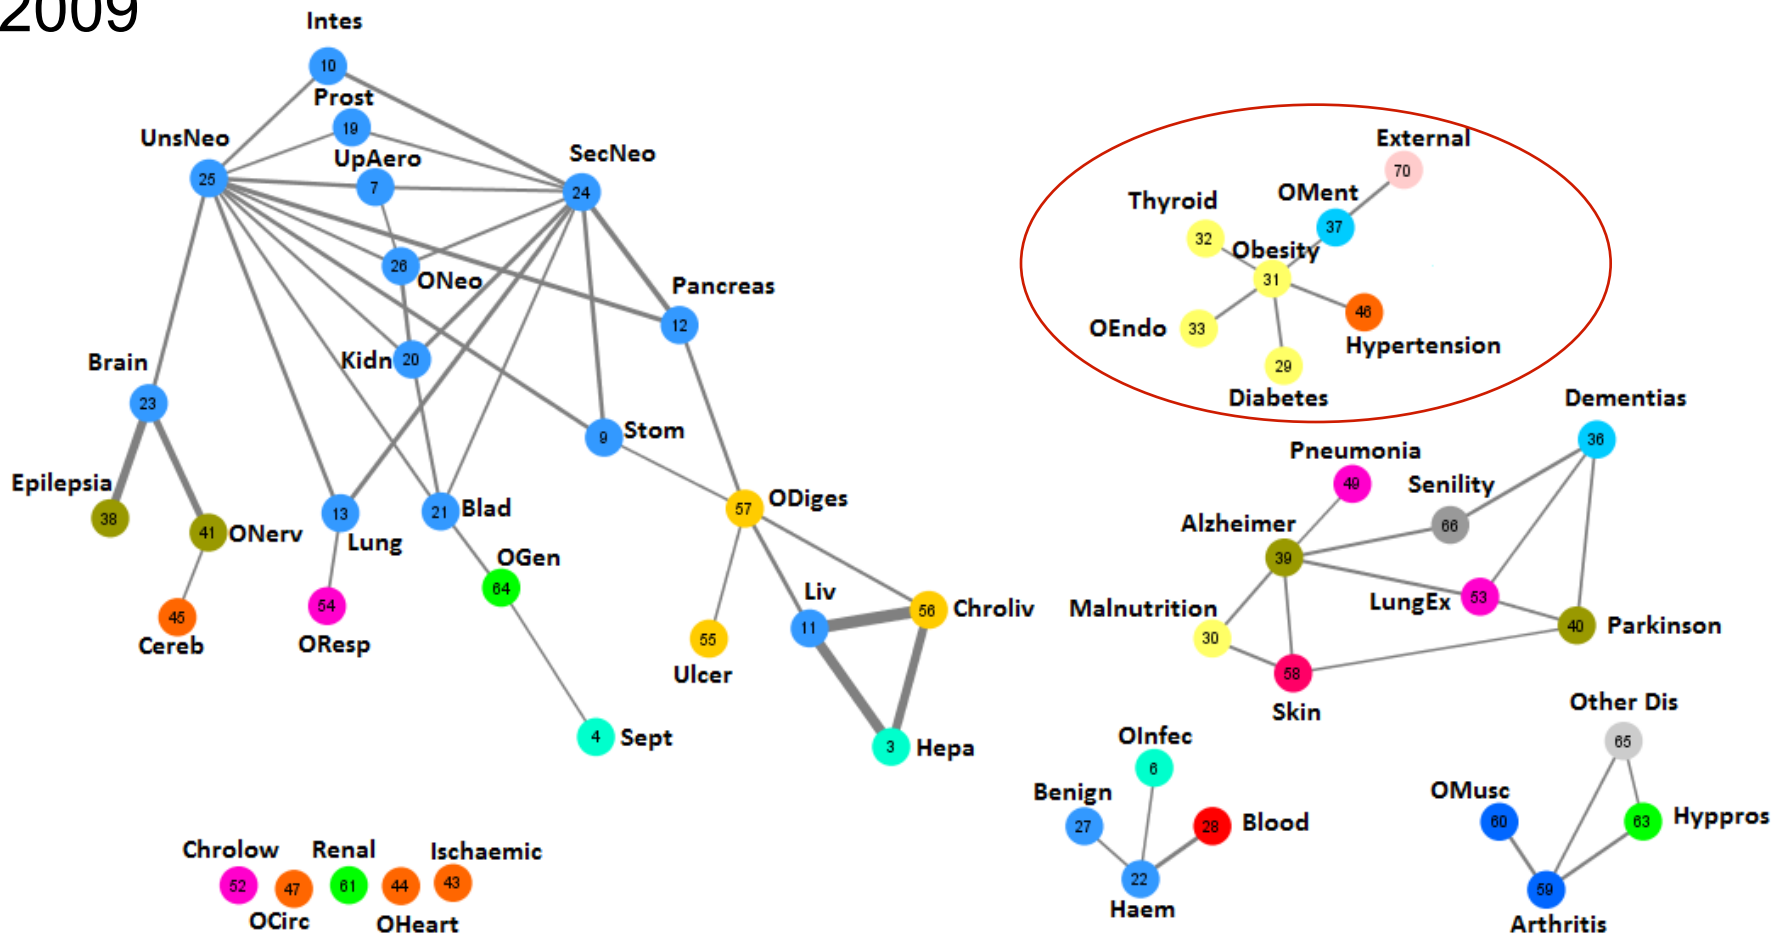 2009
Intes
10
Prost
19
UnsNeo
UpAero
SecNeo
25
7
24
26
ONeo
Pancreas
12
Brain
Kidn
20
23
Stom
9
Epilepsia
38
41
ONerv
13
Lung
21
Blad
ODiges
57
OGen
64
45
Cereb
54
OResp
Liv
11
56
Chroliv
55
Ulcer
4
Sept
3
Hepa
Chrolow
Renal
Ischaemic
52
47
61
44
43
OCirc
OHeart
External
70
Thyroid
OMent
32
37
Obesity
31
OEndo
33
46
Hypertension
29
Diabetes
Dementias
36
Pneumonia
49
Senility
66
Alzheimer
39
LungEx
53
Malnutrition
30
40
Parkinson
58
Skin
OInfec
6
Benign
27
28
Blood
22
Haem
Other Dis
65
OMusc
60
63
Hyppros
59
Arthritis